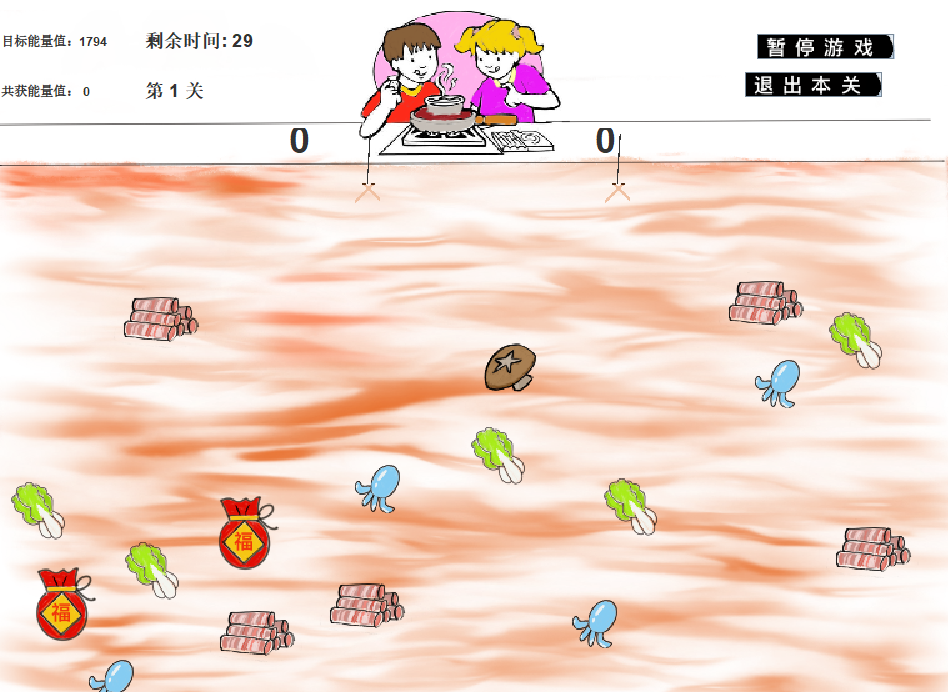 目标能量值：1794
剩余时间: 29
暂停游戏
退出本关
共获能量值： 0
第 1 关
0
0
福
福